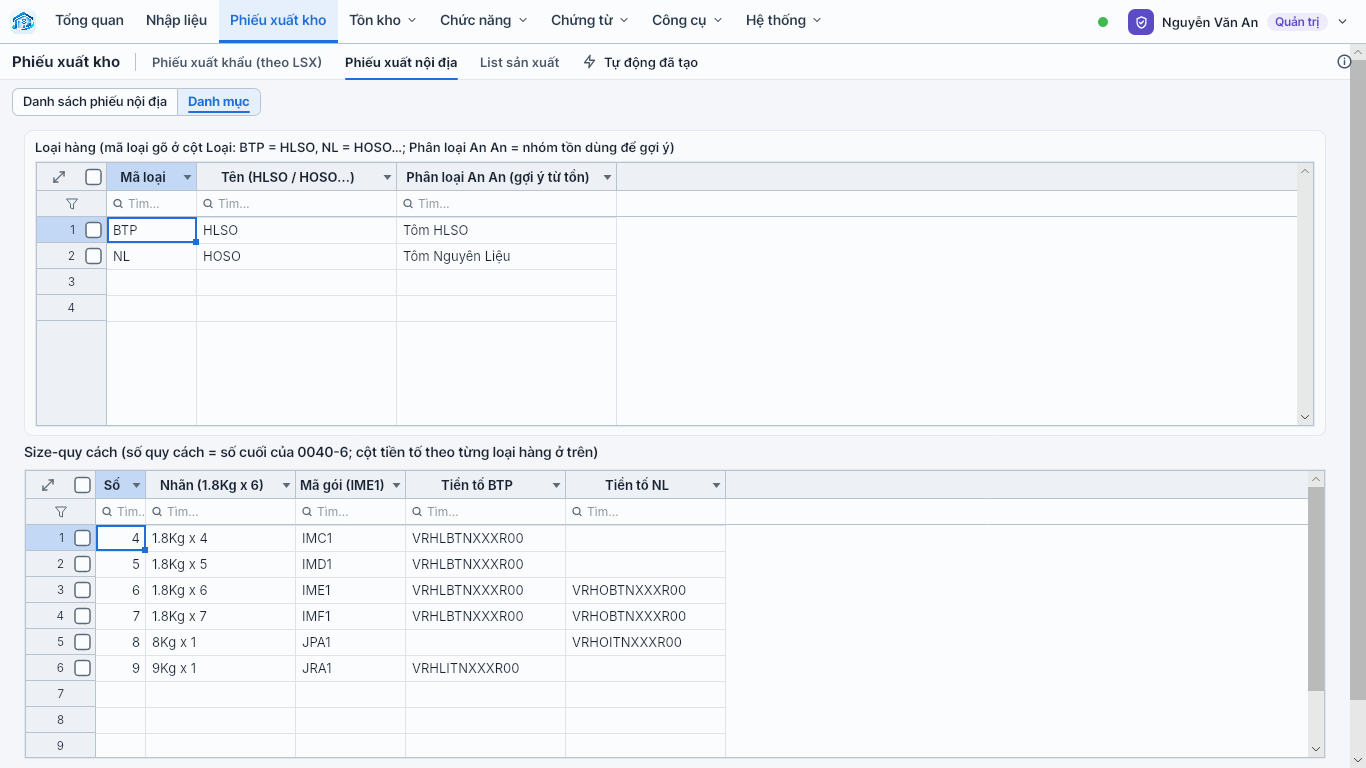 Tổng quan Nhập liệu Phiếu xuất kho Tồn kho Chức năng Chứng từ Công cụ Hệ thống Nguyễn Văn An Quản trị
Phiếu xuất kho Phiếu xuất khẩu (theo LSX) Phiếu xuất nội địa List sản xuất Tự động đã tạo
Danh sách phiếu nội địa Danh mục
Loại hàng (mã loại gõ ở cột Loại: BTP = HLSO, NL = HOSO...; Phân loại An An = nhóm tồn dùng để gợi ý)
Mã loại Tên (HLSO / HOSO...) Phân loại An An (gợi ý từ tồn)
Tìm... Tìm... Tìm...
1 BTP HLSO Tôm HLSO
2 NL HOSO Tôm Nguyên Liệu
3
4
Size-quy cách (số quy cách = số cuối của 0040-6; cột tiền tố theo từng loại hàng ở trên)
Số Nhãn (1.8Kg x 6) Mã gói (IME1) Tiền tố BTP Tiền tố NL
Tìm... Tìm... Tìm... Tìm... Tìm...
1 4 1.8Kg x 4 IMC1 VRHLBTNXXXR00
2 5 1.8Kg x 5 IMD1 VRHLBTNXXXR00
3 6 1.8Kg x 6 IME1 VRHLBTNXXXR00 VRHOBTNXXXR00
4 7 1.8Kg x 7 IMF1 VRHLBTNXXXR00 VRHOBTNXXXR00
5 8 8Kg x 1 JPA1 VRHOITNXXXR00
6 9 9Kg x 1 JRA1 VRHLITNXXXR00
7
8
9